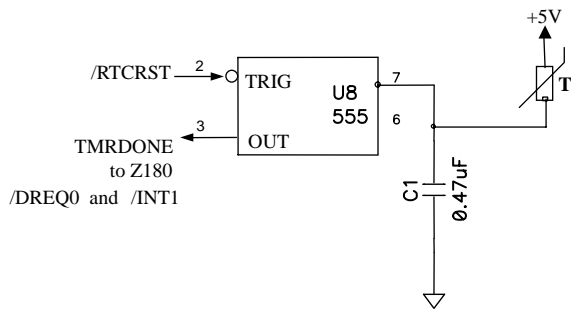 +5V
/RTCRST
2
TRIG
7
T
U8
555
6
3
OUT
TMRDONE
to Z180
/DREQ0 and /INT1
C1
0.47uF